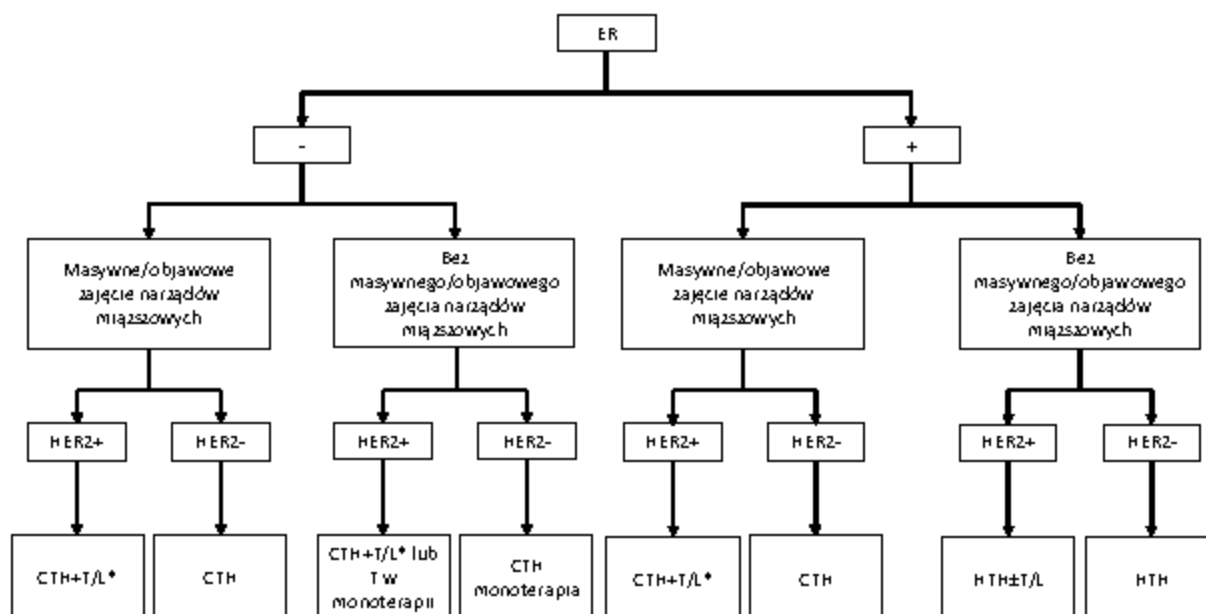 ER
-
+
Masywne/objawowe
zajęcie narządów
miąższowych
Bez
masywnego/objawowego
zajęcia narządów
miąższowych
Masywne/objawowe
zajęcie narządów
miąższowych
Bez
masywnego/objawowego
zajęcia narządów
miąższowych
HER2+
HER2-
HER2+
HER2-
HER2+
HER2-
HER2+
HER2-
CTH+T/L*
CTH
CTH+T/L* lub
T w
monoterapii
CTH
monoterapia
CTH+T/L*
CTH
HTH±T/L
HTH